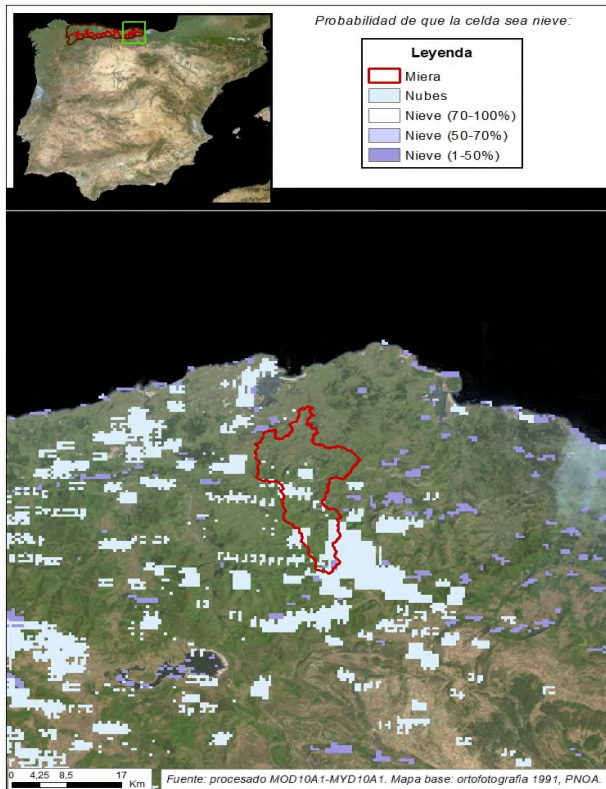 Probabilidad de que la celda sea nieve:
Leyenda
Miera
Nubes
Nieve (70-100%)
Nieve (50-70%)
Nieve (1-50%)
0 4,25 8,5 17
Km
Fuente: procesado MOD10A1-MYD10A1. Mapa base: ortofotografia 1991, PNOA.